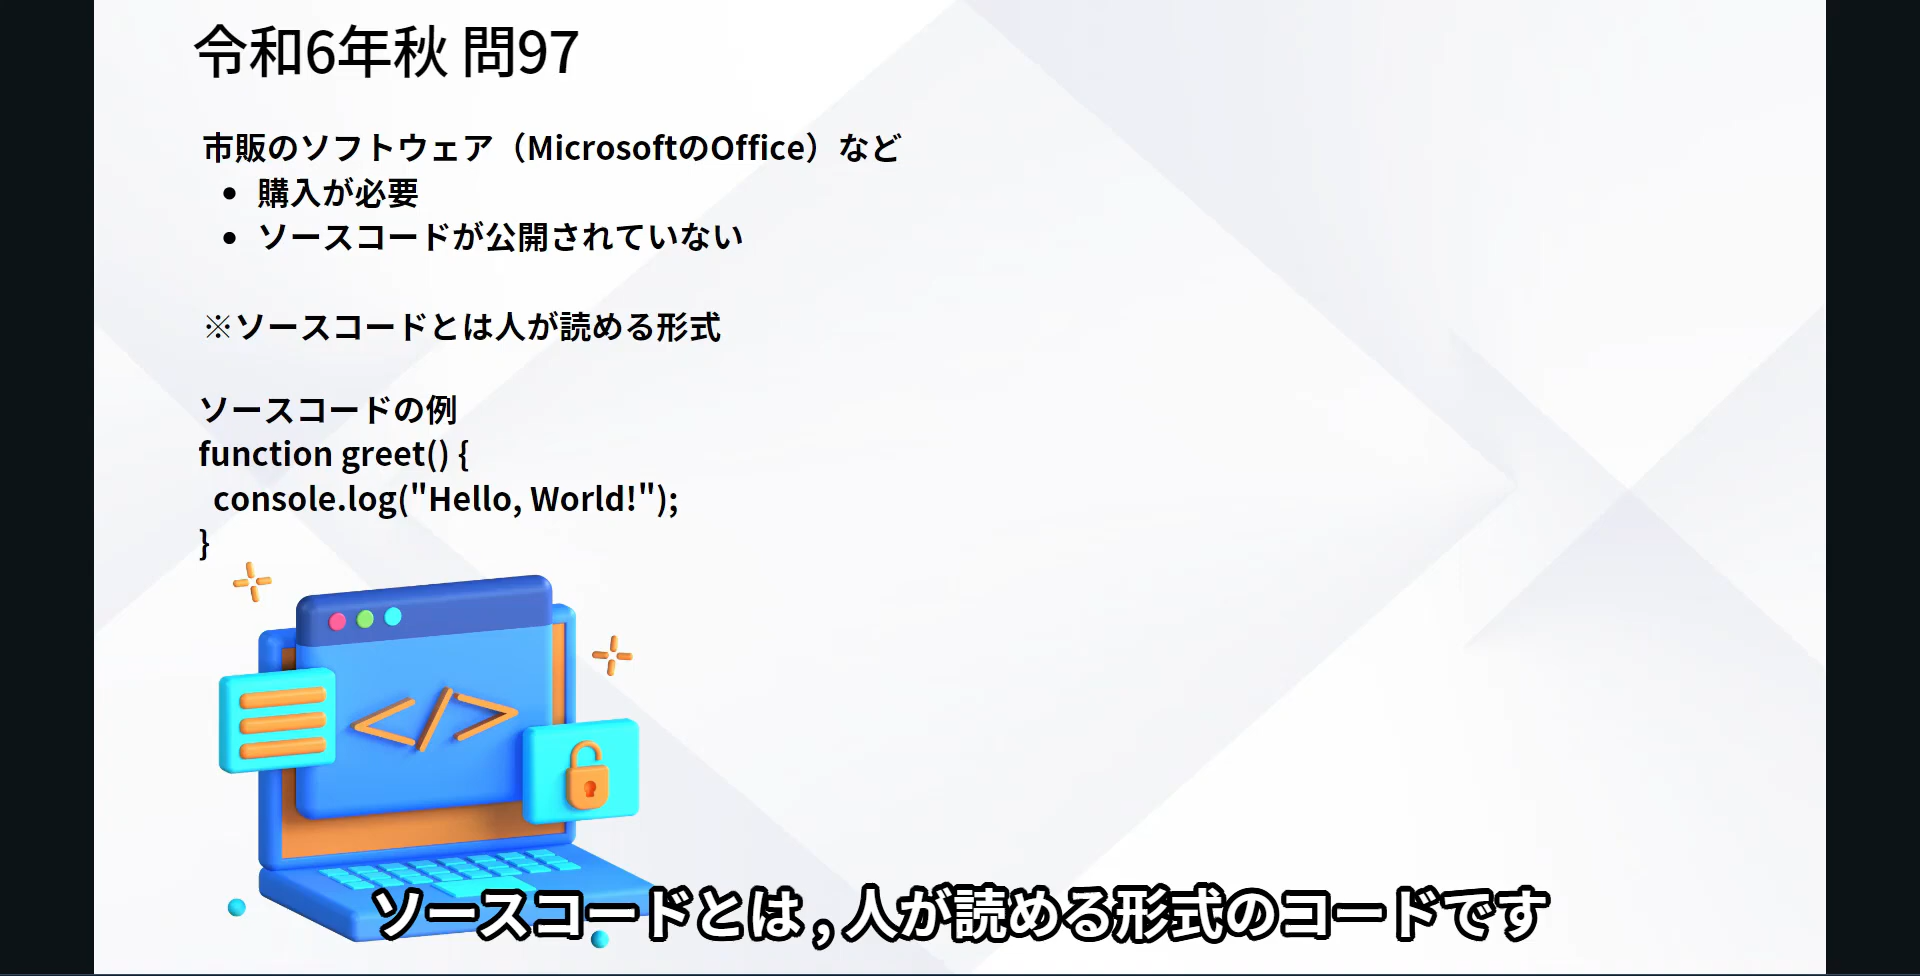 令和6年秋 問97
市販のソフトウェア（MicrosoftのOffice）など
• 購入が必要
• ソースコードが公開されていない
※ソースコードとは人が読める形式
ソースコードの例
function greet() {
  console.log("Hello, World!");
}
</>
ソースコードとは , 人が読める形式のコードです